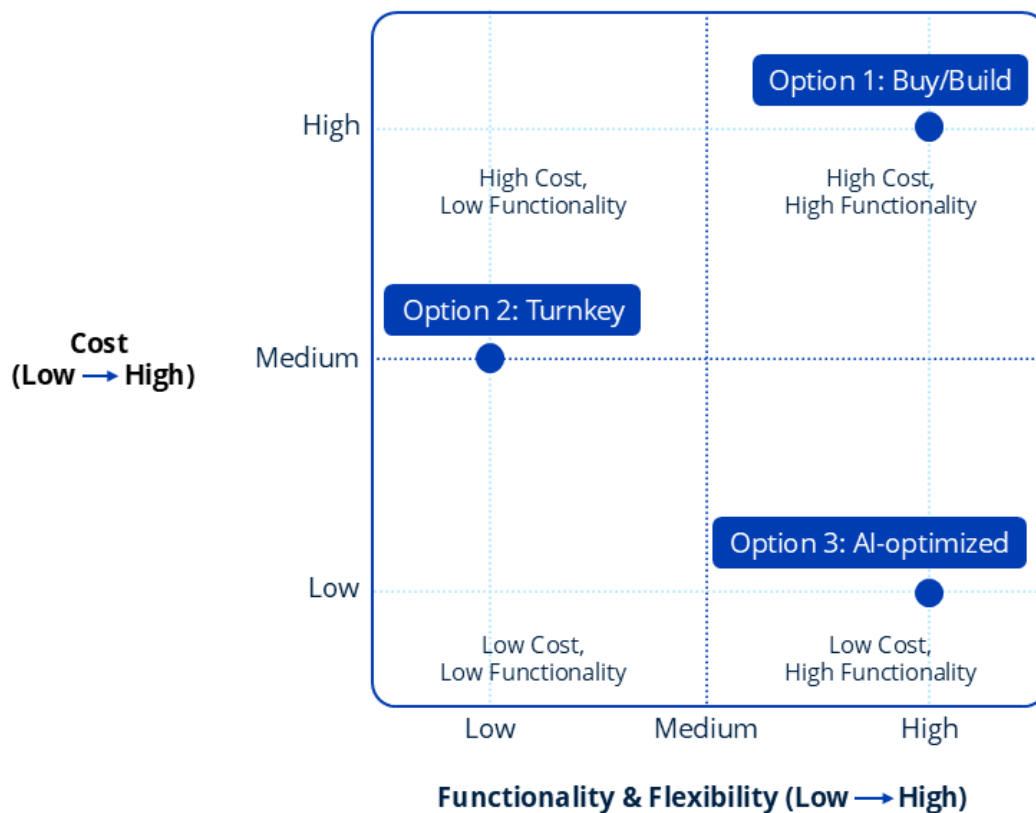 Option 1: Buy/Build
High
High Cost,
Low Functionality
High Cost,
High Functionality
Option 2: Turnkey
Cost
(Low → High)
Medium
Option 3: AI-optimized
Low
Low Cost,
Low Functionality
Low Cost,
High Functionality
Low
Medium
High
Functionality & Flexibility (Low → High)